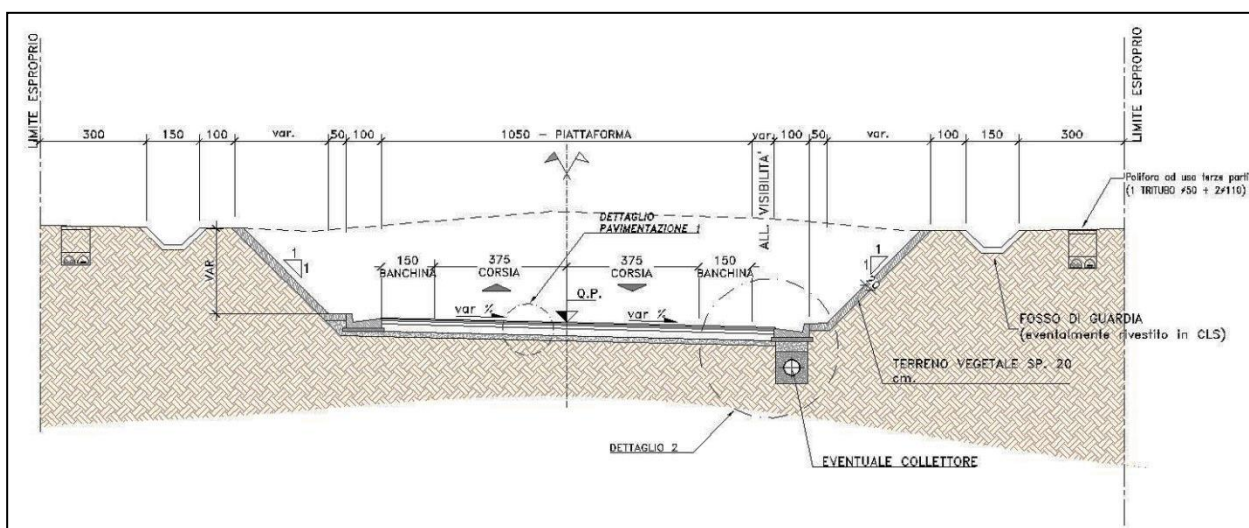 LIMITE ESPROPRIO
LIMITE ESPROPRIO
300 150 100 var. 50 100 1050 - PIATTAFORMA var. 100 50 var. 100 150 300
ALL. VISIBILITA'
Polifora ad uso terze parti
(1 TRITUBO ø50 + 2ø110)
DETTAGLIO
PAVIMENTAZIONE 1
1
1
1
1
VAR
150
BANCHINA
375
CORSIA
375
CORSIA
150
BANCHINA
20
Q.P.
var %
var %
FOSSO DI GUARDIA
(eventalmente rivestito in CLS)
TERRENO VEGETALE SP. 20
cm.
DETTAGLIO 2
EVENTUALE COLLETTORE